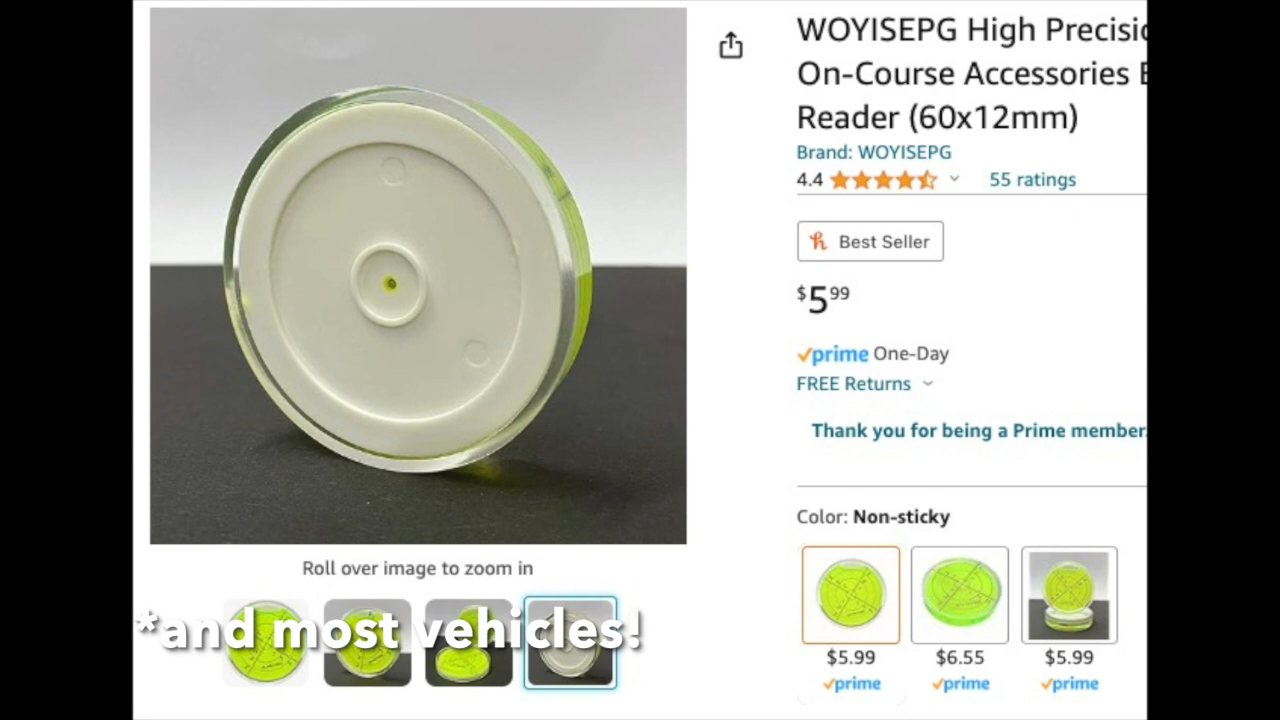 WOYISEPG High Precisio
On-Course Accessories
Reader (60x12mm)
Brand: WOYISEPG
4.4 55 ratings
Best Seller
$5 99
prime One-Day
FREE Returns
Thank you for being a Prime member.
Color: Non-sticky
Roll over image to zoom in
*and most vehicles!
$5.99 $6.55 $5.99
prime prime prime